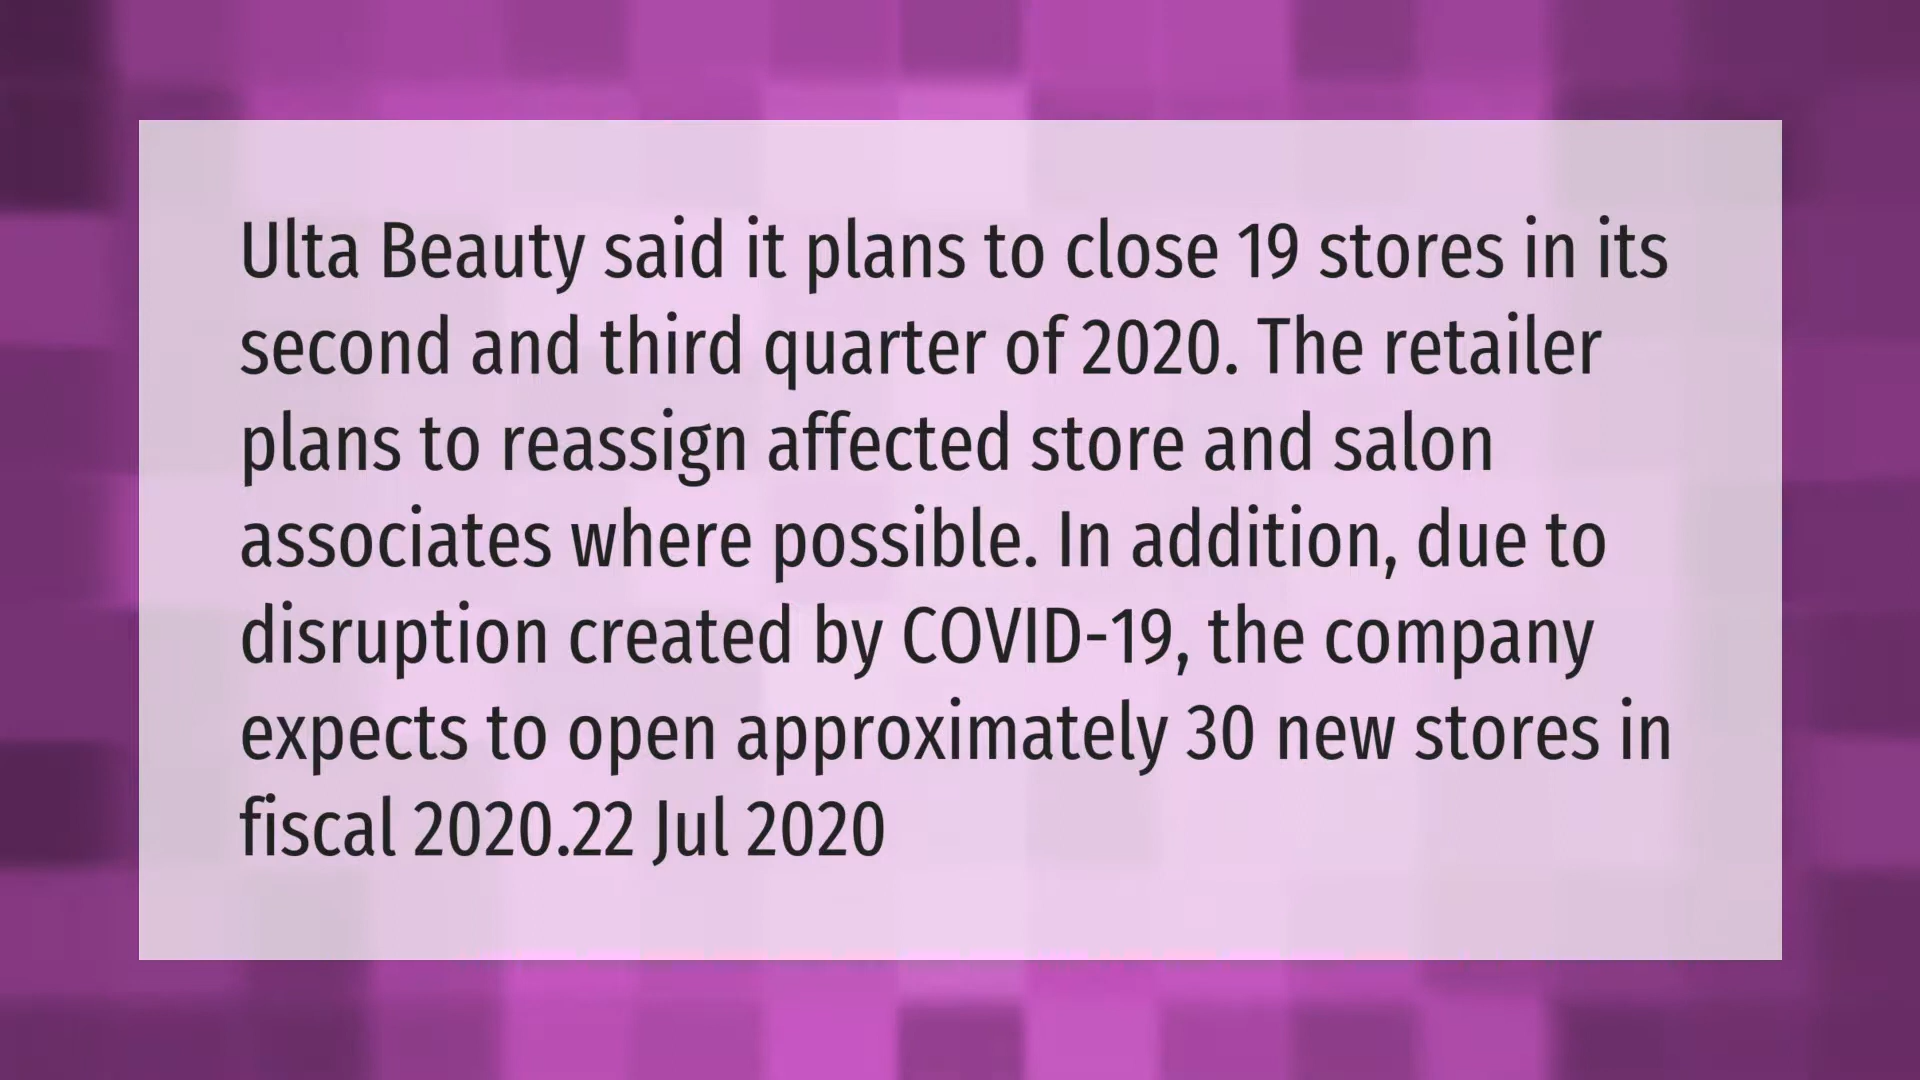 Ulta Beauty said it plans to close 19 stores in its
second and third quarter of 2020. The retailer
plans to reassign affected store and salon
associates where possible. In addition, due to
disruption created by COVID-19, the company
expects to open approximately 30 new stores in
fiscal 2020.22 Jul 2020